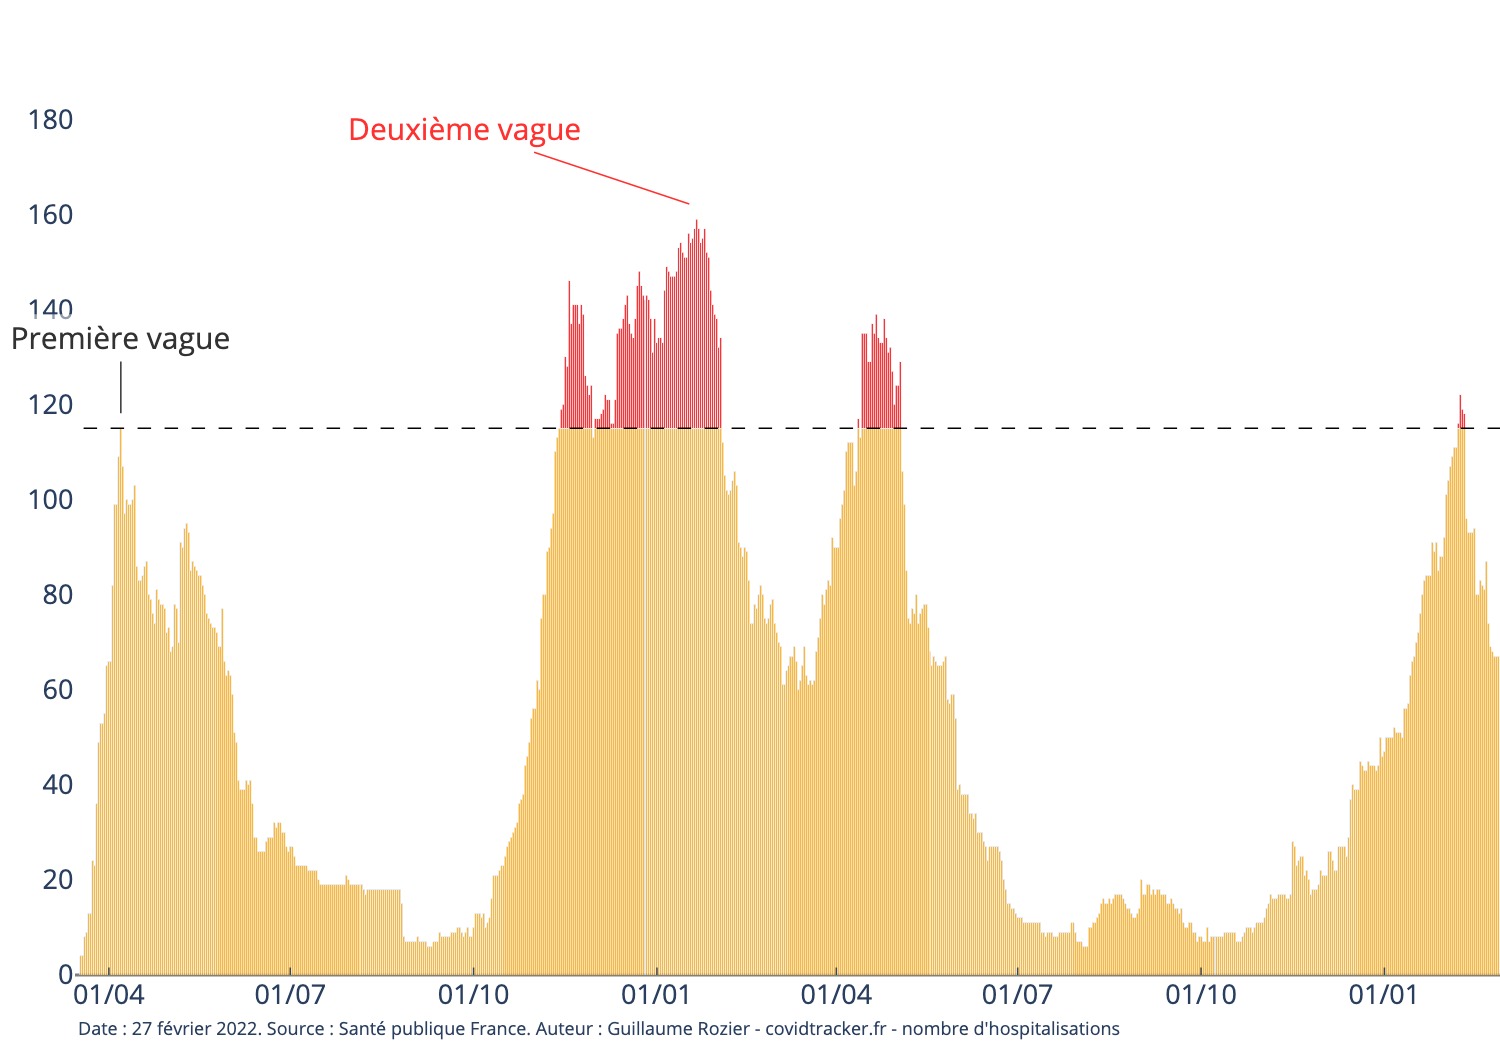 180
Deuxième vague
160
140
Première vague
120
100
80
60
40
20
0
01/04 01/07 01/10 01/01 01/04 01/07 01/10 01/01
Date : 27 février 2022. Source : Santé publique France. Auteur : Guillaume Rozier - covidtracker.fr - nombre d'hospitalisations